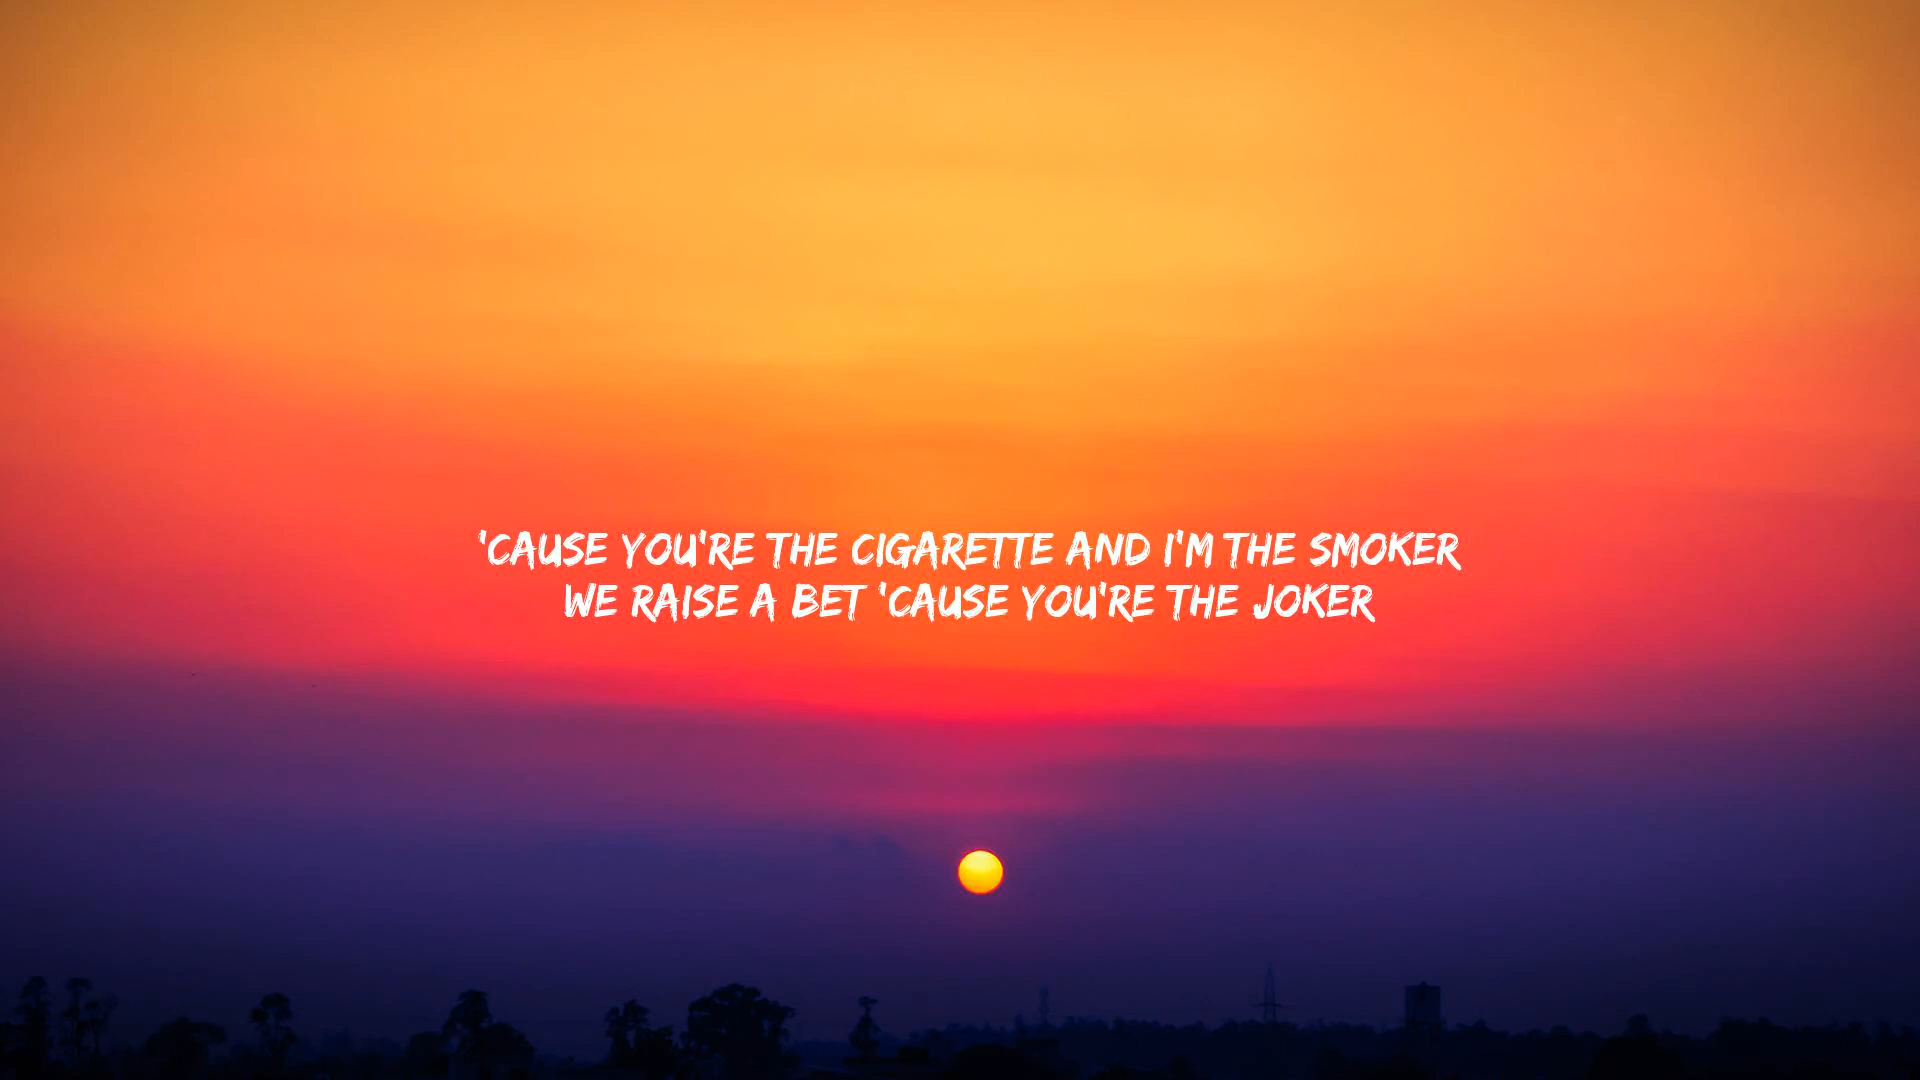 'CAUSE YOU'RE THE CIGARETTE AND I'M THE SMOKER
WE RAISE A BET 'CAUSE YOU'RE THE JOKER